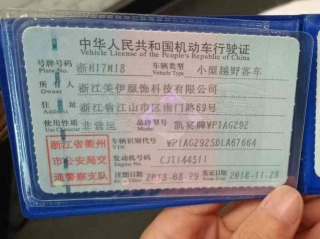 中华人民共和国机动车行驶证
Vehicle License of the People's Republic of China
号牌号码 浙H17M18 车辆类型 小型越野客车
Plate No. Vehicle Type
所有人 浙江美伊服饰科技有限公司
Owner
住址 浙江省江山市区南门路69号
Address
使用性质 非营运 品牌型号 凯宴牌WP1AG292
Use Character Model
浙江省衢州市公安局交通警察支队
车辆识别代号 WP1AG2925DLA67664
VIN
发动机号码 CJT144511
Engine No.
注册日期 发证日期 2018-11-28
Register Date Issue Date